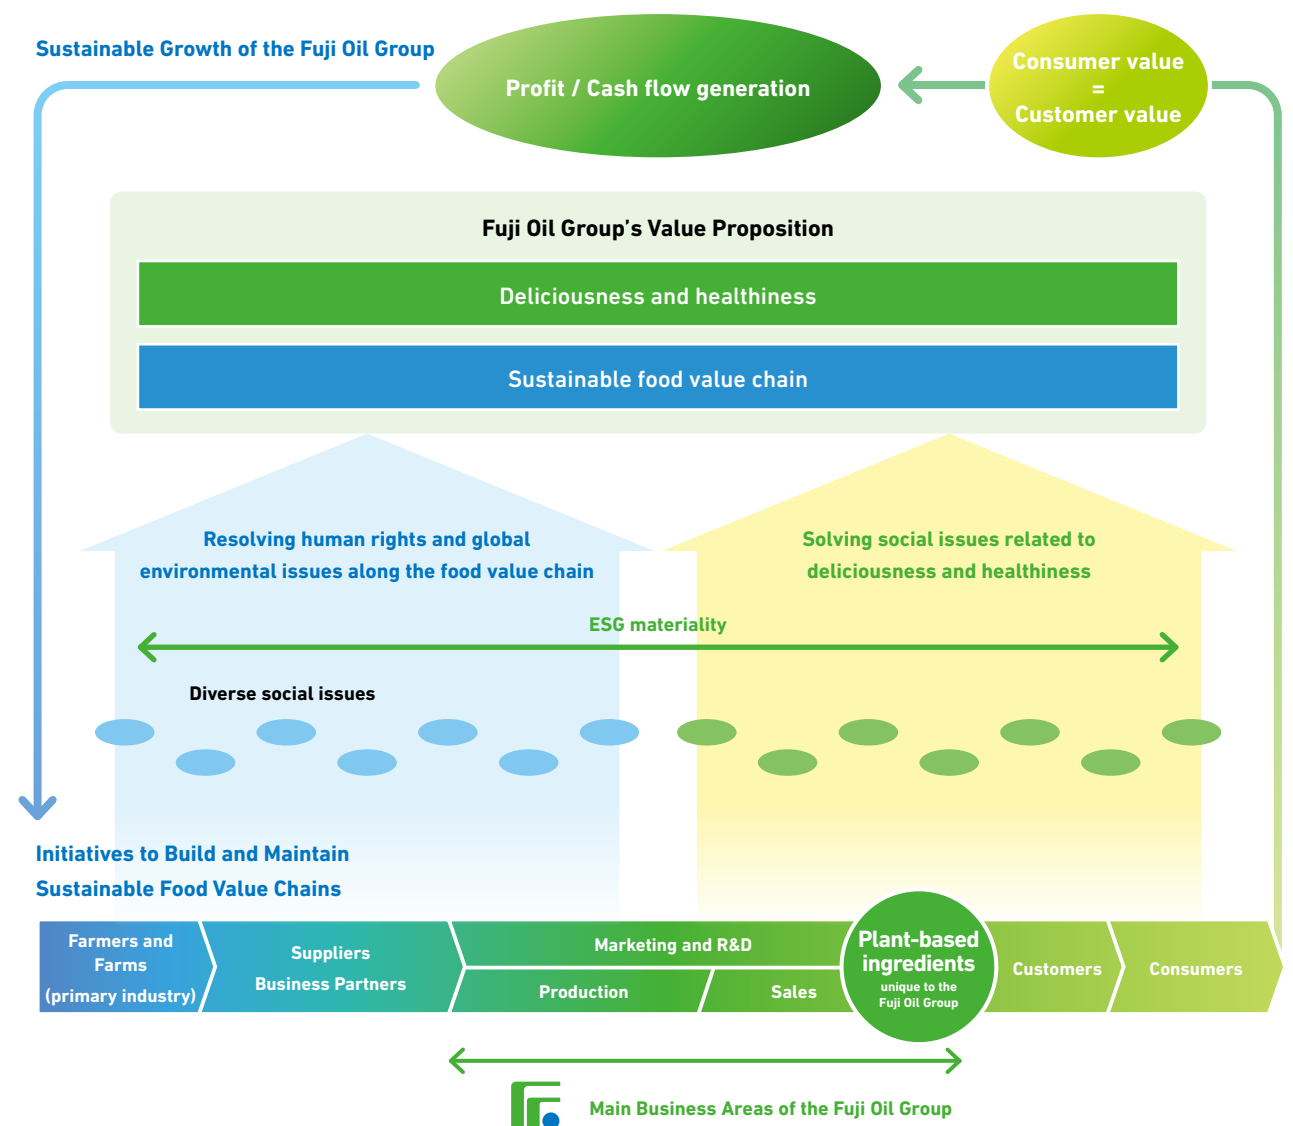 Sustainable Growth of the Fuji Oil Group
Profit / Cash flow generation
Consumer value
=
Customer value
Fuji Oil Group’s Value Proposition
Deliciousness and healthiness
Sustainable food value chain
Resolving human rights and global
environmental issues along the food value chain
Solving social issues related to
deliciousness and healthiness
ESG materiality
Diverse social issues
Initiatives to Build and Maintain
Sustainable Food Value Chains
Farmers and
Farms
(primary industry)
Suppliers
Business Partners
Marketing and R&D
Production
Sales
Plant-based
ingredients
unique to the
Fuji Oil Group
Customers
Consumers
Main Business Areas of the Fuji Oil Group